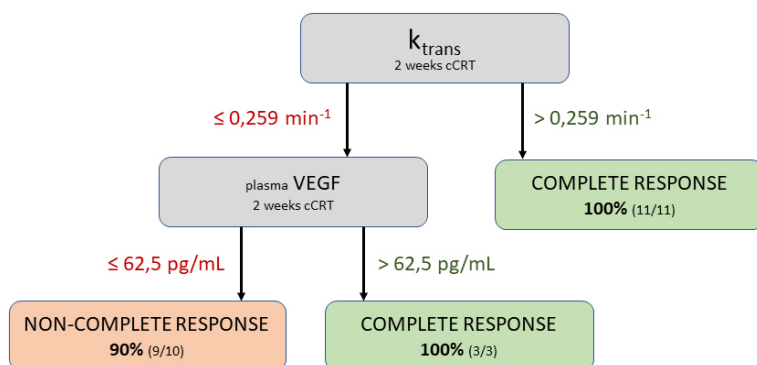 k_trans
2 weeks cCRT
≤ 0,259 min⁻¹
> 0,259 min⁻¹
plasma VEGF
2 weeks cCRT
COMPLETE RESPONSE
100% (11/11)
≤ 62,5 pg/mL
> 62,5 pg/mL
NON-COMPLETE RESPONSE
90% (9/10)
COMPLETE RESPONSE
100% (3/3)